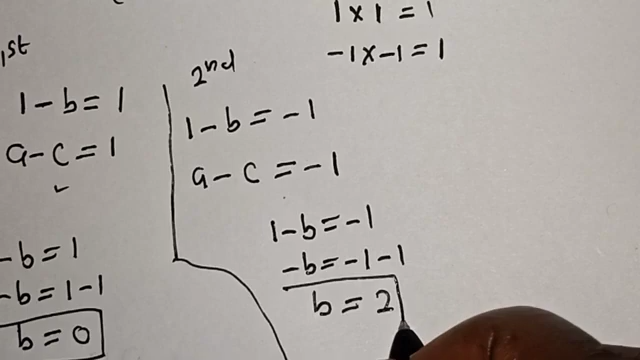 1 x 1 = 1
-1 x -1 = 1
1st
1 - b = 1
a - c = 1
-b = 1
-b = 1 - 1
b = 0
2nd
1 - b = -1
a - c = -1
1 - b = -1
-b = -1 - 1
b = 2